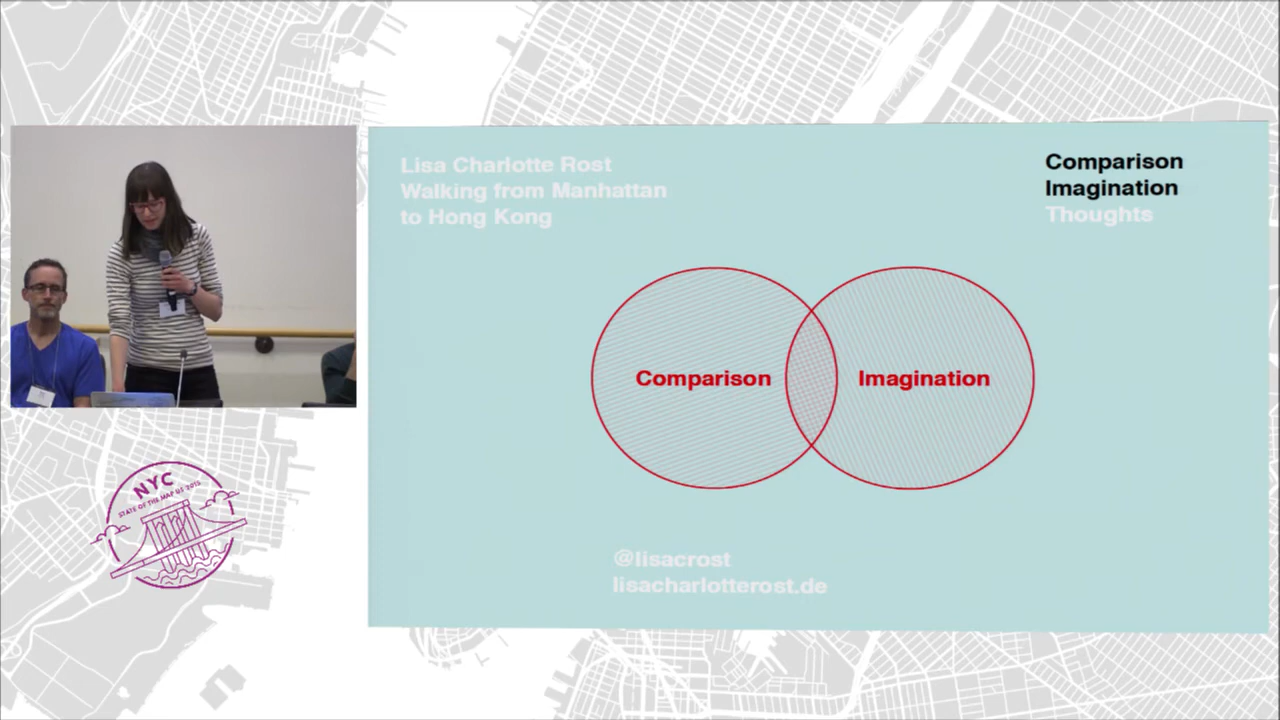 Lisa Charlotte Rost
Walking from Manhattan
to Hong Kong
Comparison
Imagination
Thoughts
Comparison
Imagination
@lisacrost
lisacharlotterost.de
NYC
STATE OF THE MAP US 2015